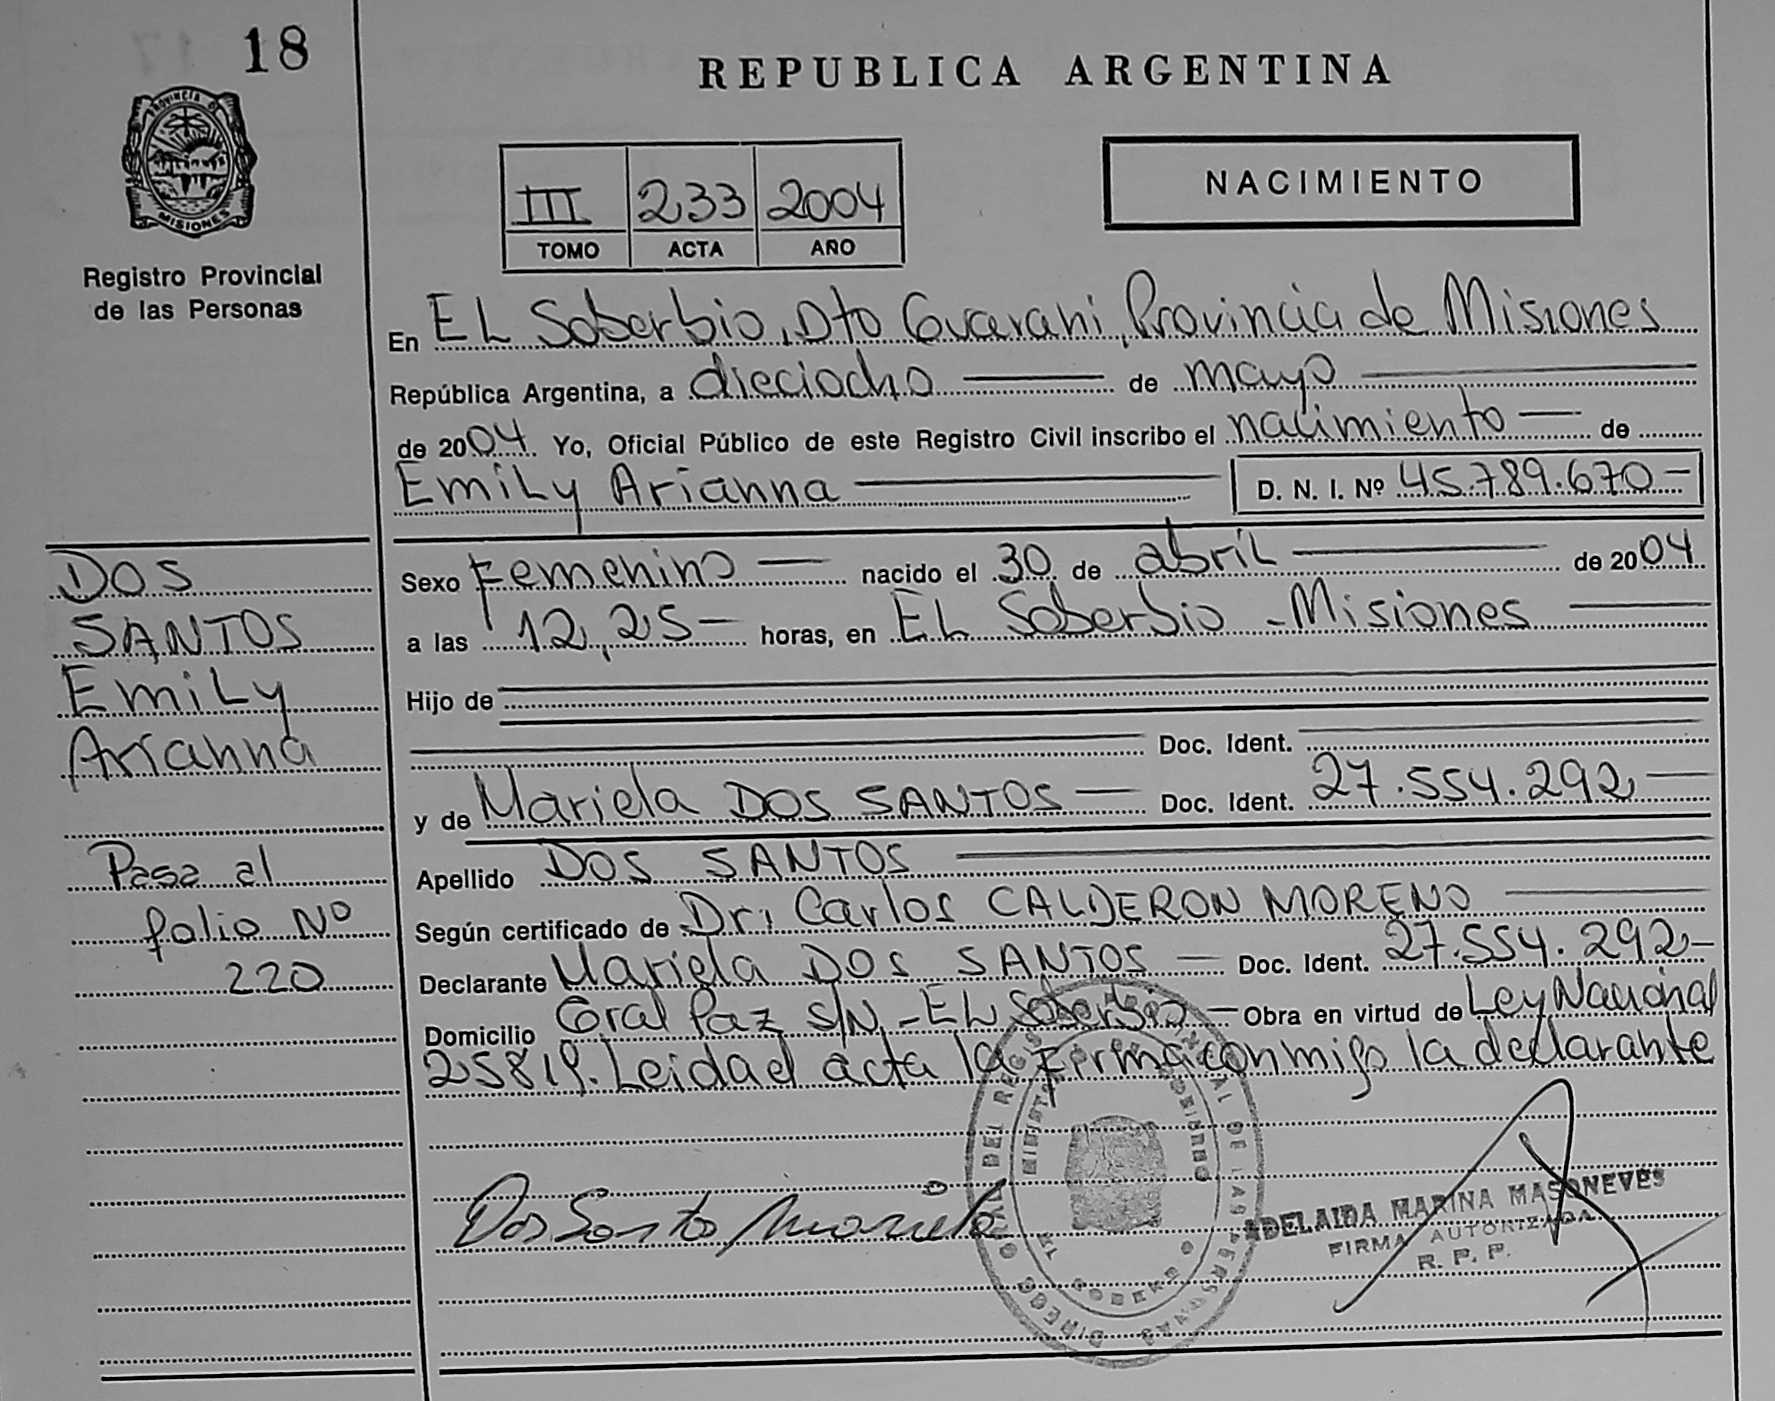 18
REPUBLICA ARGENTINA
PROVINCIA DE
MISIONES
Registro Provincial
de las Personas
III 233 2004
TOMO ACTA AÑO
NACIMIENTO
En EL Soberbio, Dto Guarani, Provincia de Misiones
República Argentina, a dieciocho de mayo
de 2004. Yo, Oficial Público de este Registro Civil inscribo el nacimiento de
Emily Arianna D. N. I. Nº 45.789.670-
Sexo Femenino nacido el 30 de abril de 2004
a las 12,25- horas, en EL Soberbio - Misiones
Hijo de
Doc. Ident.
y de Mariela DOS SANTOS Doc. Ident. 27.554.292
Apellido DOS SANTOS
Según certificado de Dr: Carlos CALDERON MORENO
Declarante Mariela DOS SANTOS Doc. Ident. 27.554.292-
Domicilio Gral Paz S/N - EL Soberbio - Obra en virtud de Ley Nacional
25819. Leida el acta la firma conmigo la declarante
DOS
SANTOS
Emily
Arianna
Pasa al
folio Nº
220
Dos Santo Mariela
ADELAIDA MARINA MASONEVES
FIRMA AUTORIZADA
R. P. P.